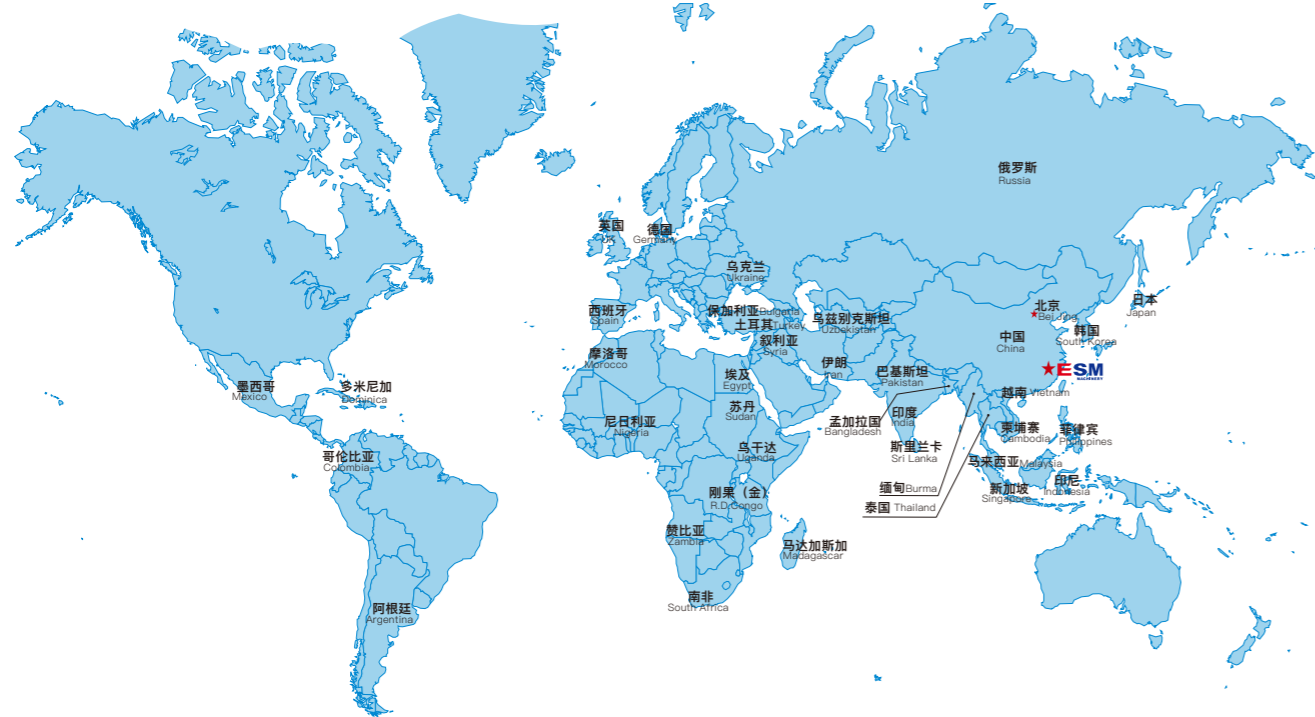 俄罗斯
Russia
英国
UK
德国
Germany
乌克兰
Ukraine
西班牙
Spain
保加利亚 Bulgaria
土耳其 Turkey
乌兹别克斯坦
Uzbekistan
北京
Bei Jing
日本
Japan
韩国
South Korea
中国
China
叙利亚
Syria
摩洛哥
Morocco
伊朗
Iran
埃及
Egypt
巴基斯坦
Pakistan
ESM
MACHINERY
墨西哥
Mexico
多米尼加
Dominica
越南 Vietnam
苏丹
Sudan
尼日利亚
Nigeria
孟加拉国
Bangladesh
印度
India
柬埔寨
Cambodia
菲律宾
Philippines
乌干达
Uganda
斯里兰卡
Sri Lanka
哥伦比亚
Colombia
马来西亚 Malaysia
缅甸 Burma
新加坡
Singapore
印尼
Indonesia
刚果（金）
R.D.Congo
泰国 Thailand
赞比亚
Zambia
马达加斯加
Madagascar
南非
South Africa
阿根廷
Argentina